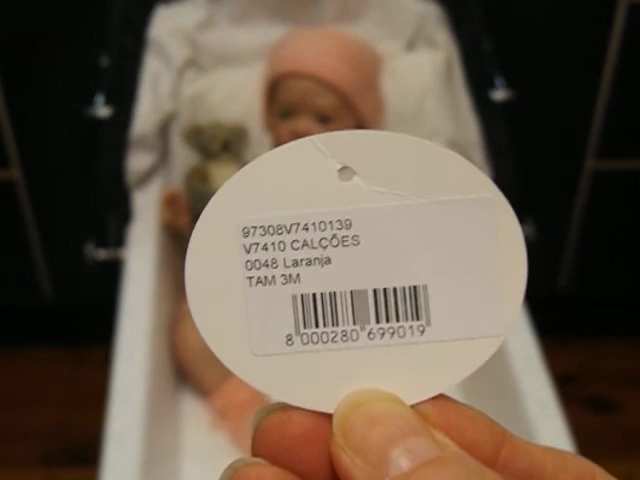 97308V7410139
V7410 CALÇÕES
0048 Laranja
TAM 3M
8 000280 699019